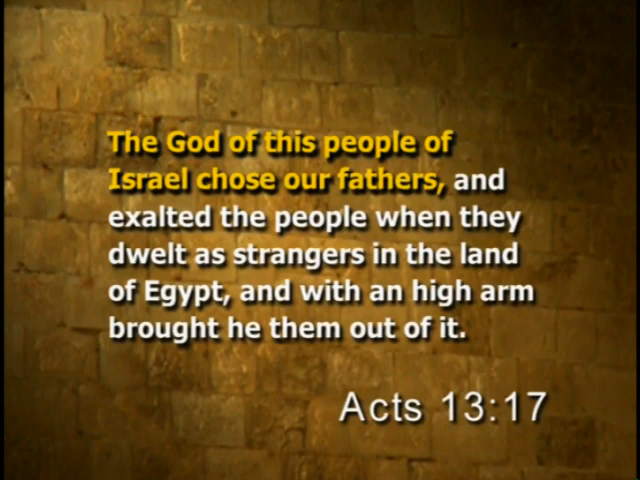 The God of this people of
Israel chose our fathers, and
exalted the people when they
dwelt as strangers in the land
of Egypt, and with an high arm
brought he them out of it.
Acts 13:17